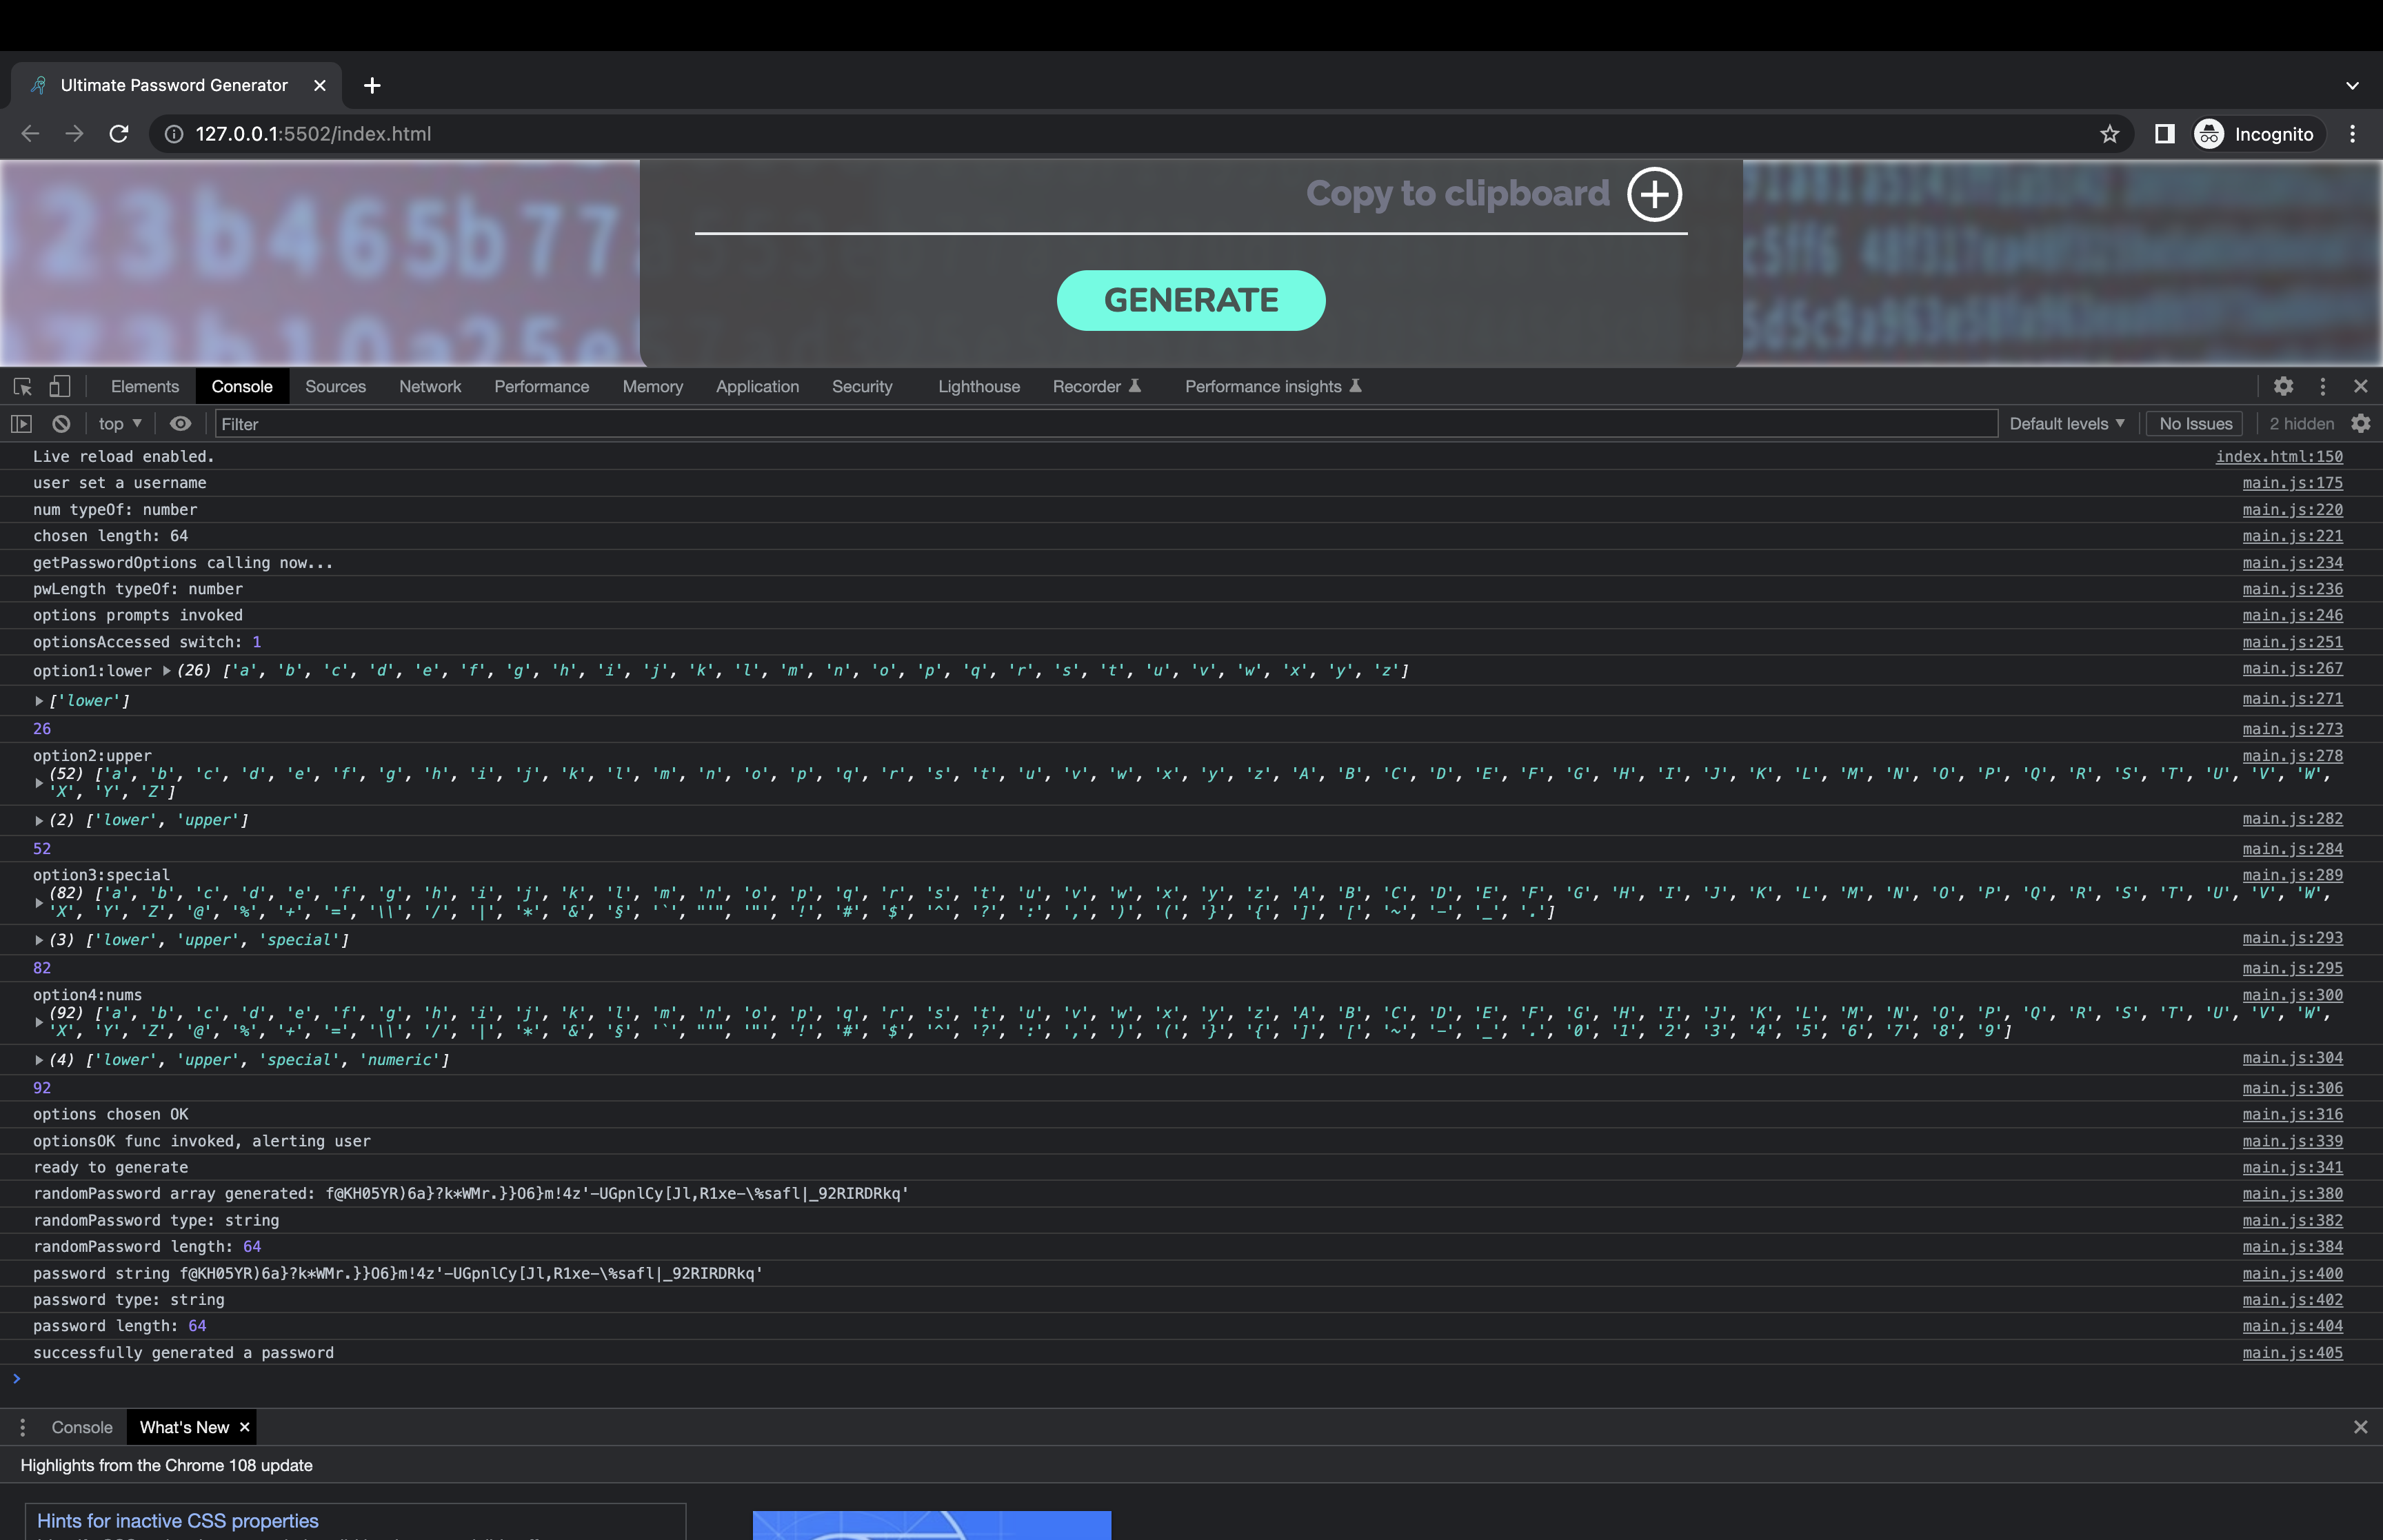 Ultimate Password Generator
127.0.0.1:5502/index.html
Incognito
23b465b77
Copy to clipboard
GENERATE
Elements Console Sources Network Performance Memory Application Security Lighthouse Recorder Performance insights
top Filter Default levels No Issues 2 hidden
Live reload enabled. index.html:150
user set a username main.js:175
num typeOf: number main.js:220
chosen length: 64 main.js:221
getPasswordOptions calling now... main.js:234
pwLength typeOf: number main.js:236
options prompts invoked main.js:246
optionsAccessed switch: 1 main.js:251
option1:lower (26) ['a', 'b', 'c', 'd', 'e', 'f', 'g', 'h', 'i', 'j', 'k', 'l', 'm', 'n', 'o', 'p', 'q', 'r', 's', 't', 'u', 'v', 'w', 'x', 'y', 'z'] main.js:267
['lower'] main.js:271
26 main.js:273
option2:upper main.js:278
(52) ['a', 'b', 'c', 'd', 'e', 'f', 'g', 'h', 'i', 'j', 'k', 'l', 'm', 'n', 'o', 'p', 'q', 'r', 's', 't', 'u', 'v', 'w', 'x', 'y', 'z', 'A', 'B', 'C', 'D', 'E', 'F', 'G', 'H', 'I', 'J', 'K', 'L', 'M', 'N', 'O', 'P', 'Q', 'R', 'S', 'T', 'U', 'V', 'W',
'X', 'Y', 'Z']
(2) ['lower', 'upper'] main.js:282
52 main.js:284
option3:special main.js:289
(82) ['a', 'b', 'c', 'd', 'e', 'f', 'g', 'h', 'i', 'j', 'k', 'l', 'm', 'n', 'o', 'p', 'q', 'r', 's', 't', 'u', 'v', 'w', 'x', 'y', 'z', 'A', 'B', 'C', 'D', 'E', 'F', 'G', 'H', 'I', 'J', 'K', 'L', 'M', 'N', 'O', 'P', 'Q', 'R', 'S', 'T', 'U', 'V', 'W',
'X', 'Y', 'Z', '@', '%', '+', '=', '\\', '/', '|', '*', '&', '§', '`', "'", '"', '!', '#', '$', '^', '?', ':', ',', ')', '(', '}', '{', ']', '[', '~', '-', '_', '.']
(3) ['lower', 'upper', 'special'] main.js:293
82 main.js:295
option4:nums main.js:300
(92) ['a', 'b', 'c', 'd', 'e', 'f', 'g', 'h', 'i', 'j', 'k', 'l', 'm', 'n', 'o', 'p', 'q', 'r', 's', 't', 'u', 'v', 'w', 'x', 'y', 'z', 'A', 'B', 'C', 'D', 'E', 'F', 'G', 'H', 'I', 'J', 'K', 'L', 'M', 'N', 'O', 'P', 'Q', 'R', 'S', 'T', 'U', 'V', 'W',
'X', 'Y', 'Z', '@', '%', '+', '=', '\\', '/', '|', '*', '&', '§', '`', "'", '"', '!', '#', '$', '^', '?', ':', ',', ')', '(', '}', '{', ']', '[', '~', '-', '_', '.', '0', '1', '2', '3', '4', '5', '6', '7', '8', '9']
(4) ['lower', 'upper', 'special', 'numeric'] main.js:304
92 main.js:306
options chosen OK main.js:316
optionsOK func invoked, alerting user main.js:339
ready to generate main.js:341
randomPassword array generated: f@KH05YR)6a}?k*WMr.}}O6}m!4z'-UGpnlCy[Jl,R1xe-\%safl|_92RIRDRkq' main.js:380
randomPassword type: string main.js:382
randomPassword length: 64 main.js:384
password string f@KH05YR)6a}?k*WMr.}}O6}m!4z'-UGpnlCy[Jl,R1xe-\%safl|_92RIRDRkq' main.js:400
password type: string main.js:402
password length: 64 main.js:404
successfully generated a password main.js:405
Console What's New
Highlights from the Chrome 108 update
Hints for inactive CSS properties